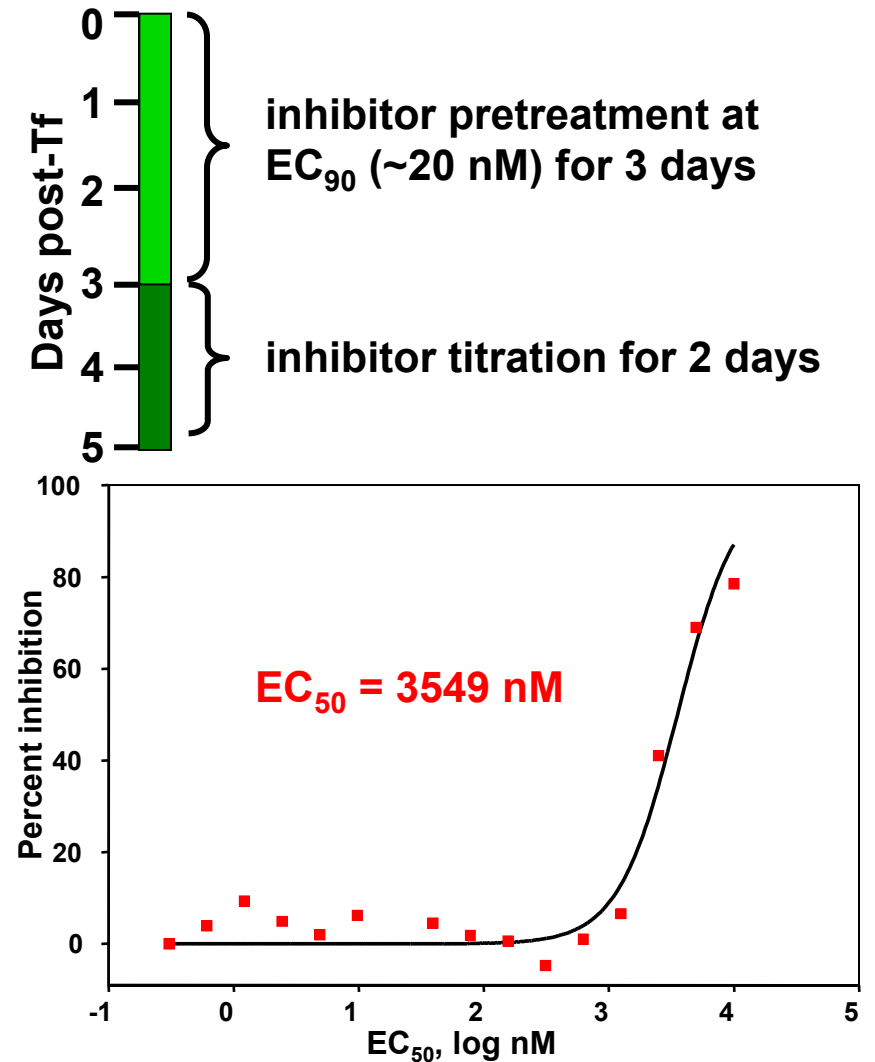 Days post-Tf
0
1
2
3
4
5
inhibitor pretreatment at
EC₉₀ (~20 nM) for 3 days
inhibitor titration for 2 days
Percent inhibition
100
80
60
40
20
0
EC₅₀ = 3549 nM
-1 0 1 2 3 4 5
EC₅₀, log nM